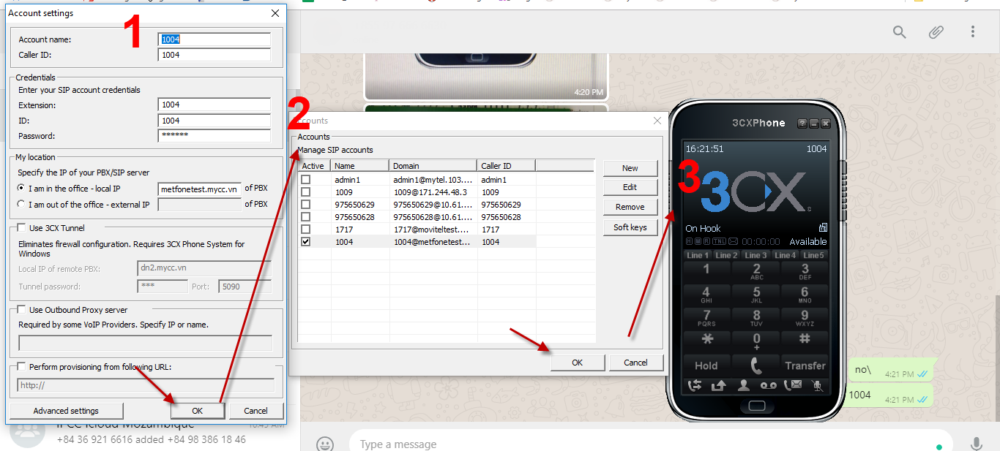 Account settings
1
Account name:
1004
Caller ID:
1004
Credentials
Enter your SIP account credentials
Extension:
1004
ID:
1004
Password:
******
My location
Specify the IP of your PBX/SIP server
I am in the office - local IP
metfonetest.mycc.vn
of PBX
I am out of the office - external IP
of PBX
Use 3CX Tunnel
Eliminates firewall configuration. Requires 3CX Phone System for
Windows
Local IP of remote PBX:
dn2.mycc.vn
Tunnel password:
***
Port:
5090
Use Outbound Proxy server
Required by some VoIP Providers. Specify IP or name.
Perform provisioning from following URL:
http://
Advanced settings
OK
Cancel
+84 36 921 6616 added +84 98 386 18 46
4:20 PM
2
Accounts
Accounts
Manage SIP accounts
Active Name Domain Caller ID
admin1 admin1@mytel.103.... admin1
1009 1009@171.244.48.3 1009
975650629 975650629@10.61.... 975650629
975650628 975650628@10.61.... 975650628
1717 1717@moviteltest.... 1717
1004 1004@metfonetest... 1004
New
Edit
Remove
Soft keys
OK
Cancel
3
3CXPhone
16:21:51 1004
3CX
On Hook
H M R TNL 00:00:00 Available
Line 1 Line 2 Line 3 Line 4 Line5
1 2 3
ABC DEF
4 5 6
GHI JKL MNO
7 8 9
PQRS TUV WXYZ
* 0 #
+
Hold Transfer
no\
4:21 PM
1004
4:21 PM
Type a message